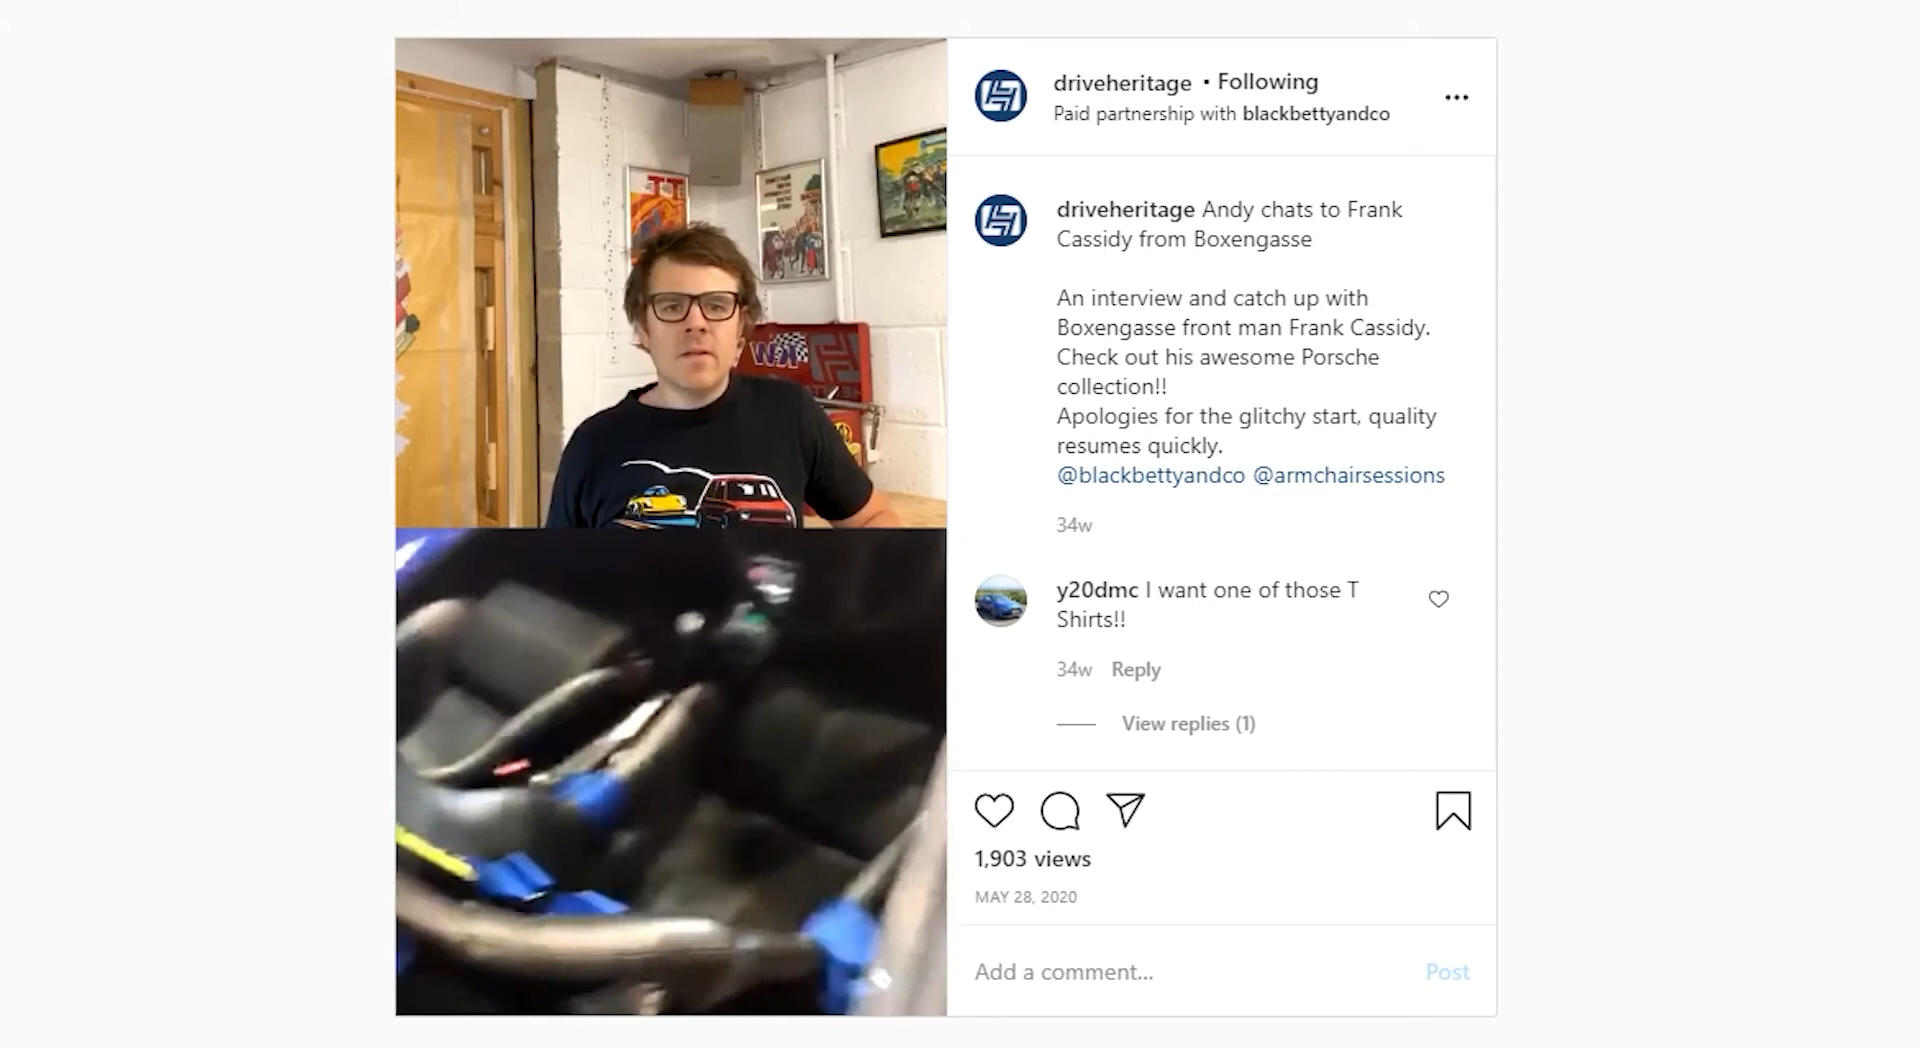 driveheritage • Following
Paid partnership with blackbettyandco
driveheritage Andy chats to Frank
Cassidy from Boxengasse
An interview and catch up with
Boxengasse front man Frank Cassidy.
Check out his awesome Porsche
collection!!
Apologies for the glitchy start, quality
resumes quickly.
@blackbettyandco @armchairsessions
34w
y20dmc I want one of those T
Shirts!!
34w Reply
View replies (1)
1,903 views
MAY 28, 2020
Add a comment... Post
TT